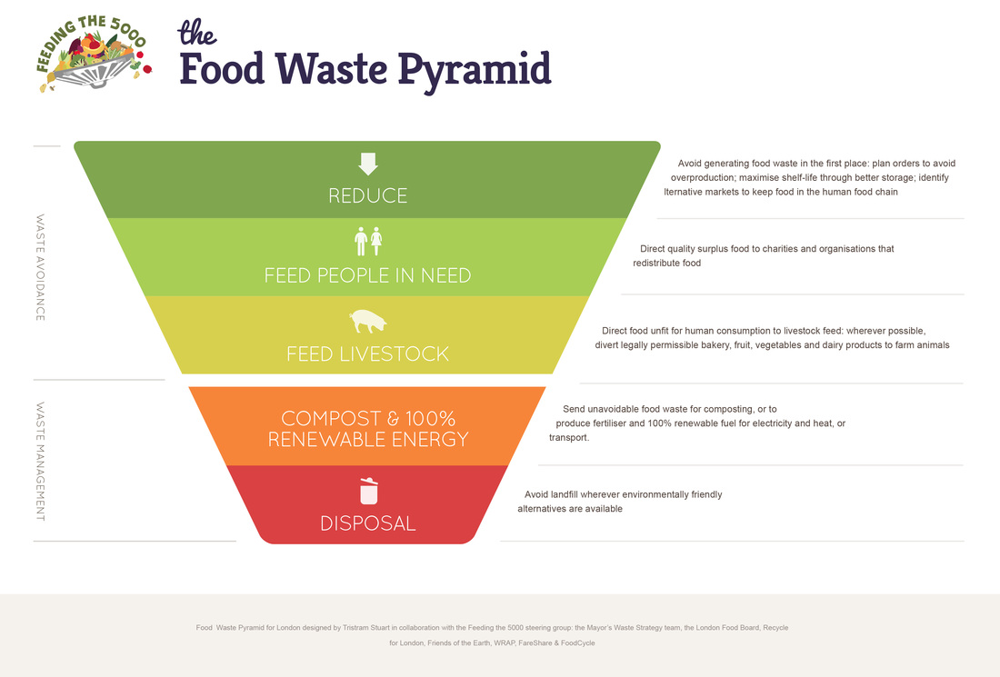 FEEDING THE 5000
the
Food Waste Pyramid
WASTE AVOIDANCE
REDUCE
Avoid generating food waste in the first place: plan orders to avoid
overproduction; maximise shelf-life through better storage; identify
lternative markets to keep food in the human food chain
FEED PEOPLE IN NEED
Direct quality surplus food to charities and organisations that
redistribute food
FEED LIVESTOCK
Direct food unfit for human consumption to livestock feed: wherever possible,
divert legally permissible bakery, fruit, vegetables and dairy products to farm animals
WASTE MANAGEMENT
COMPOST & 100%
RENEWABLE ENERGY
Send unavoidable food waste for composting, or to
produce fertiliser and 100% renewable fuel for electricity and heat, or
transport.
DISPOSAL
Avoid landfill wherever environmentally friendly
alternatives are available
Food Waste Pyramid for London designed by Tristram Stuart in collaboration with the Feeding the 5000 steering group: the Mayor's Waste Strategy team, the London Food Board, Recycle
for London, Friends of the Earth, WRAP, FareShare & FoodCycle